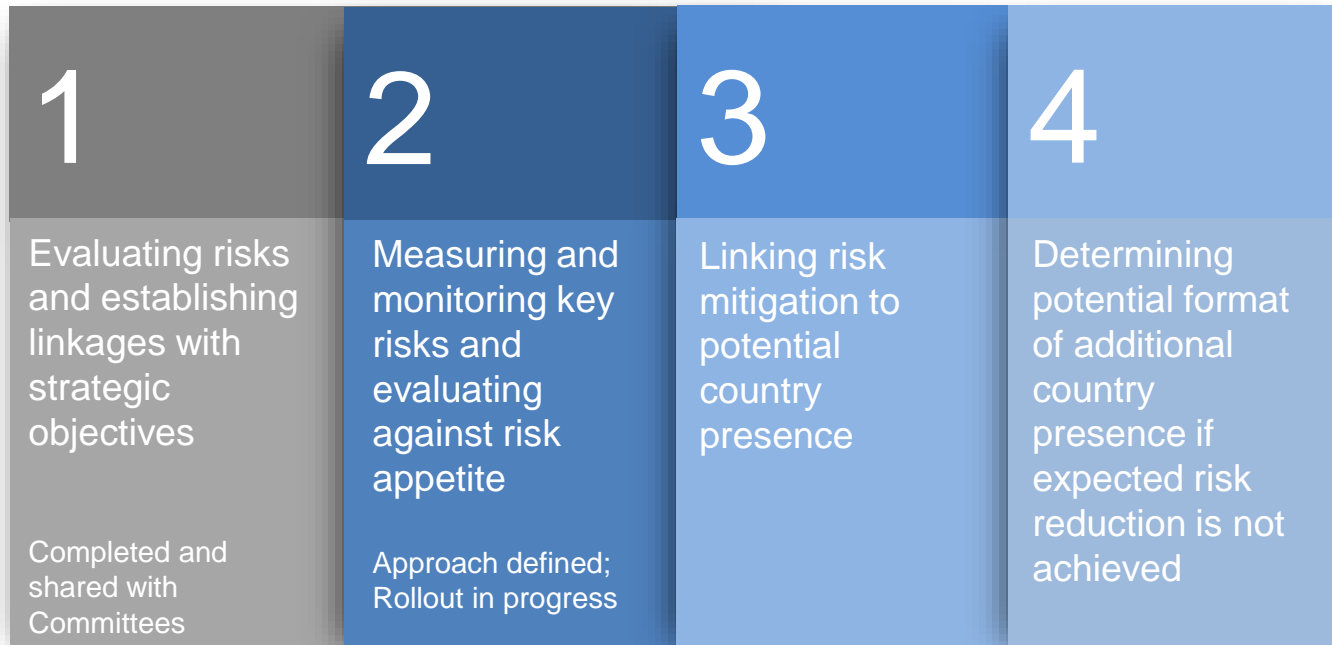 1
Evaluating risks
and establishing
linkages with
strategic
objectives
Completed and
shared with
Committees
2
Measuring and
monitoring key
risks and
evaluating
against risk
appetite
Approach defined;
Rollout in progress
3
Linking risk
mitigation to
potential
country
presence
4
Determining
potential format
of additional
country
presence if
expected risk
reduction is not
achieved